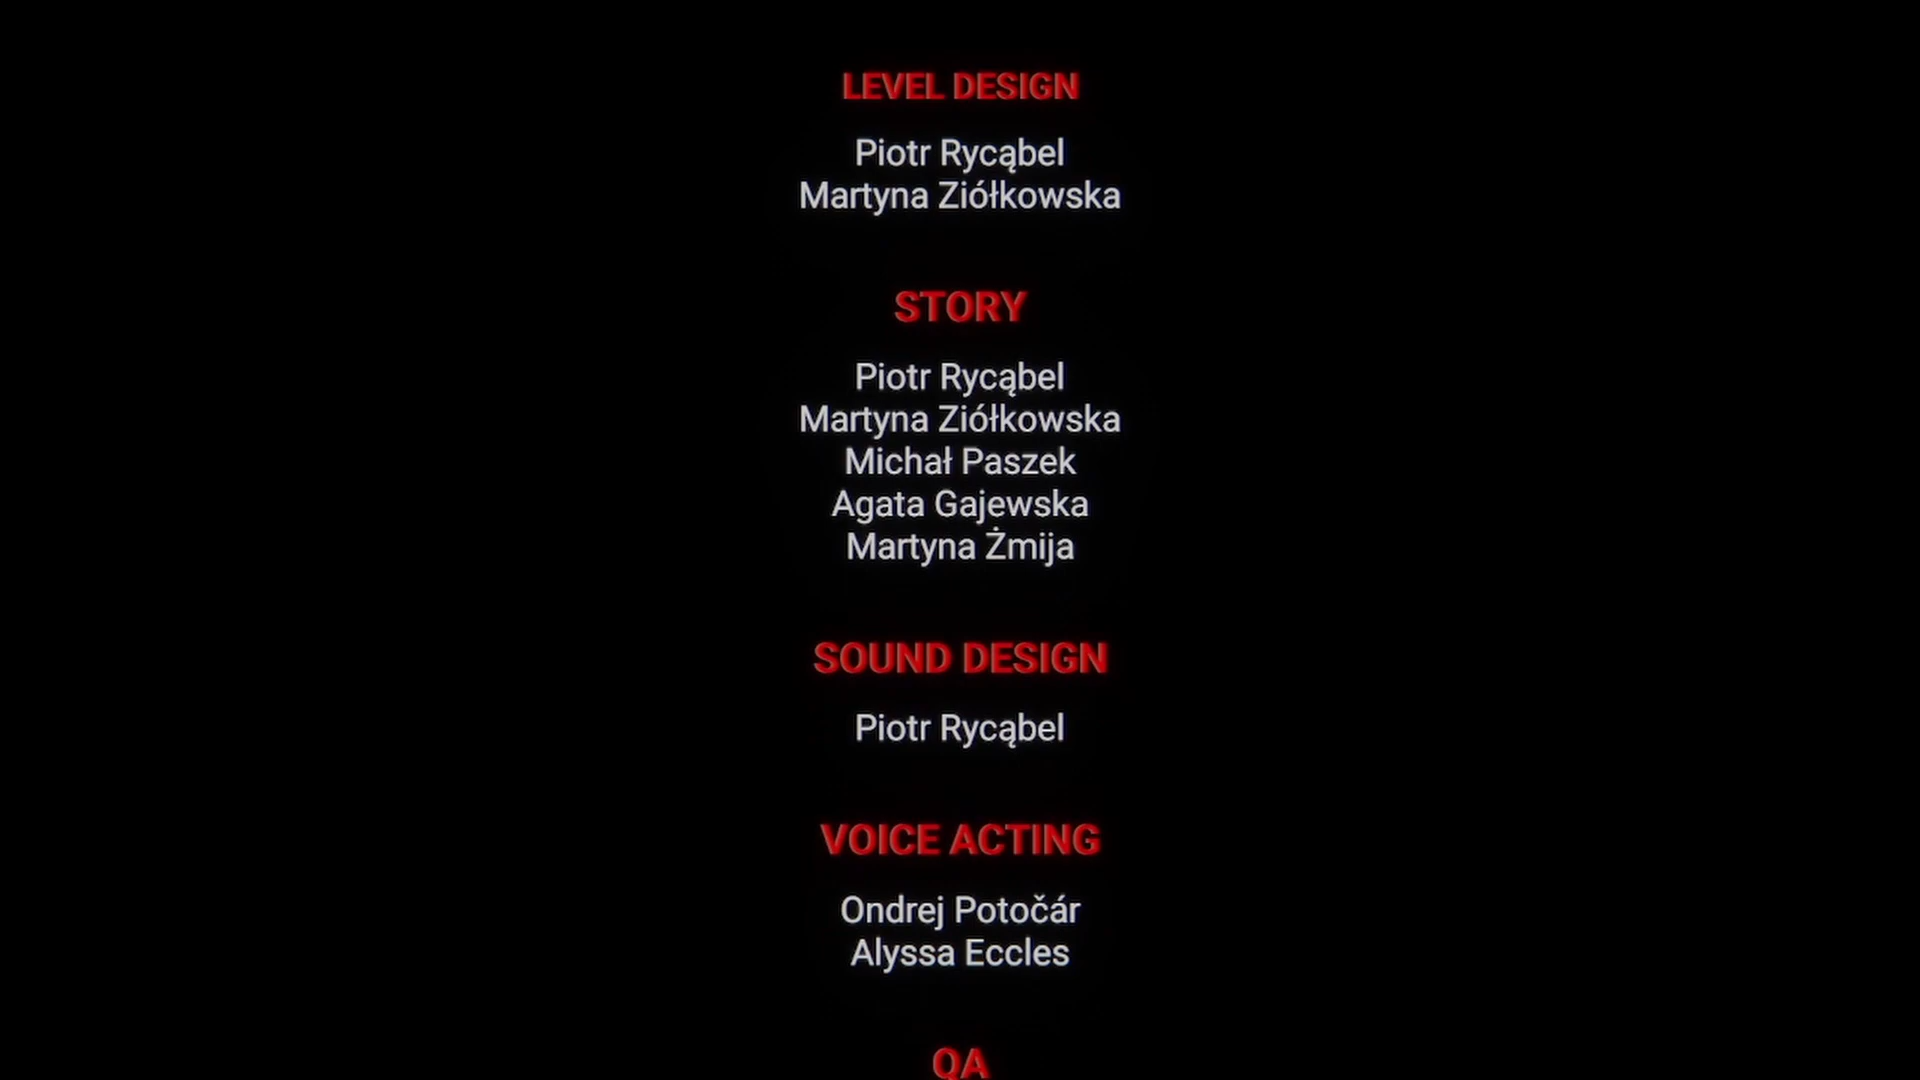 LEVEL DESIGN
Piotr Rycąbel
Martyna Ziółkowska
STORY
Piotr Rycąbel
Martyna Ziółkowska
Michał Paszek
Agata Gajewska
Martyna Żmija
SOUND DESIGN
Piotr Rycąbel
VOICE ACTING
Ondrej Potočár
Alyssa Eccles
QA